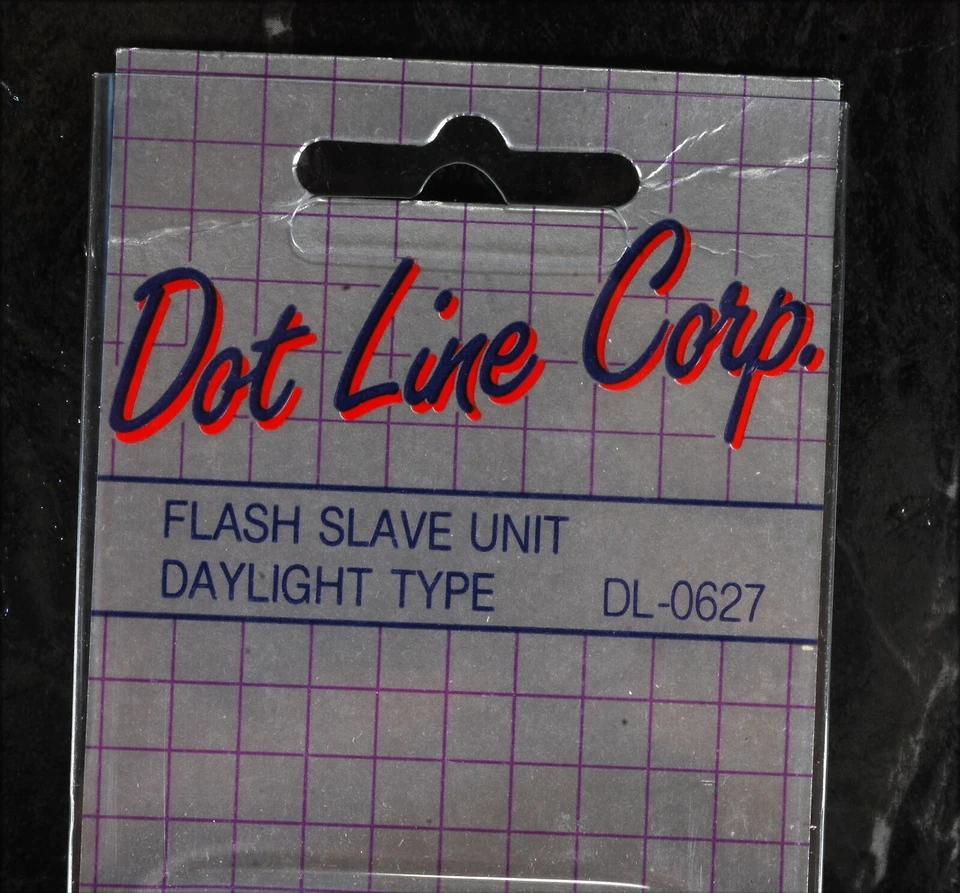 Dot Line Corp.
FLASH SLAVE UNIT
DAYLIGHT TYPE DL-0627